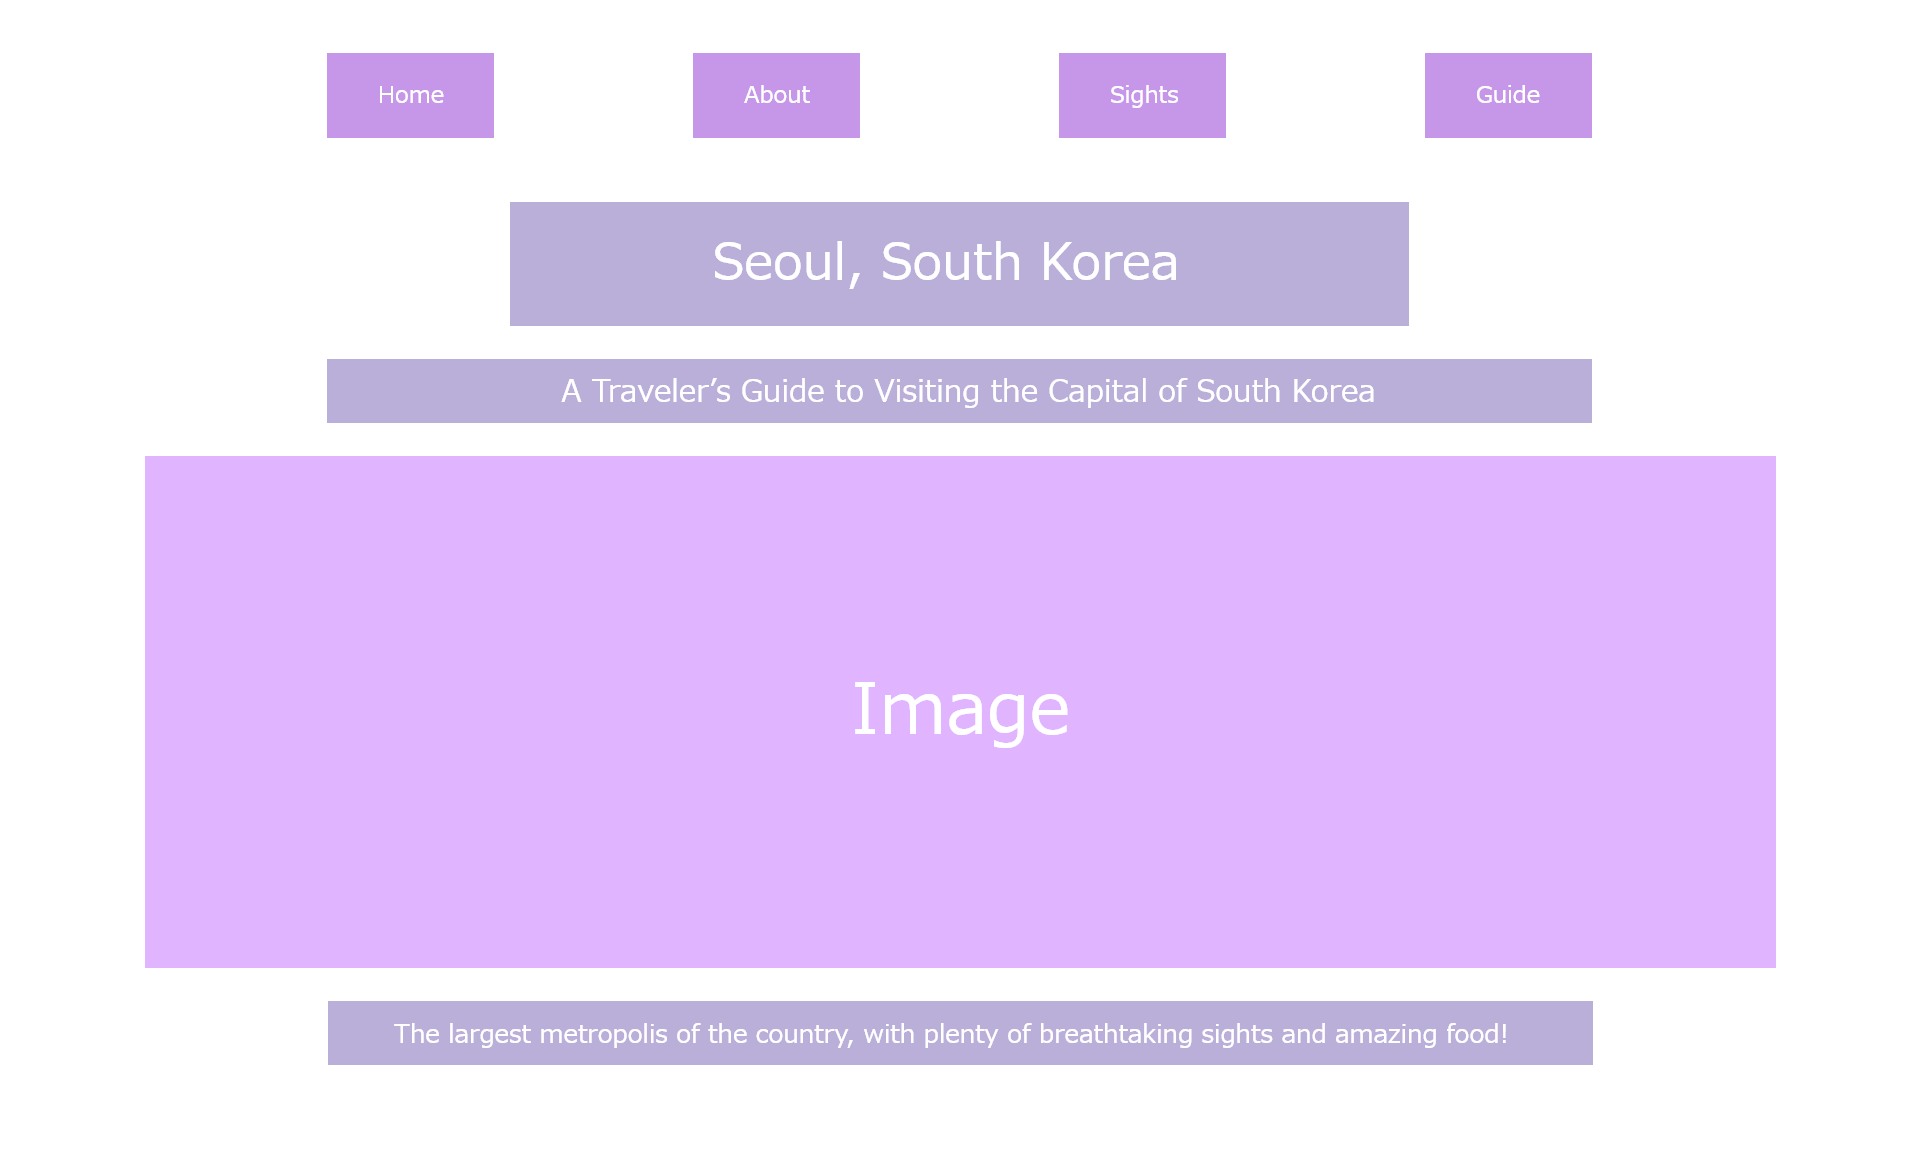 Home About Sights Guide
Seoul, South Korea
A Traveler’s Guide to Visiting the Capital of South Korea
Image
The largest metropolis of the country, with plenty of breathtaking sights and amazing food!